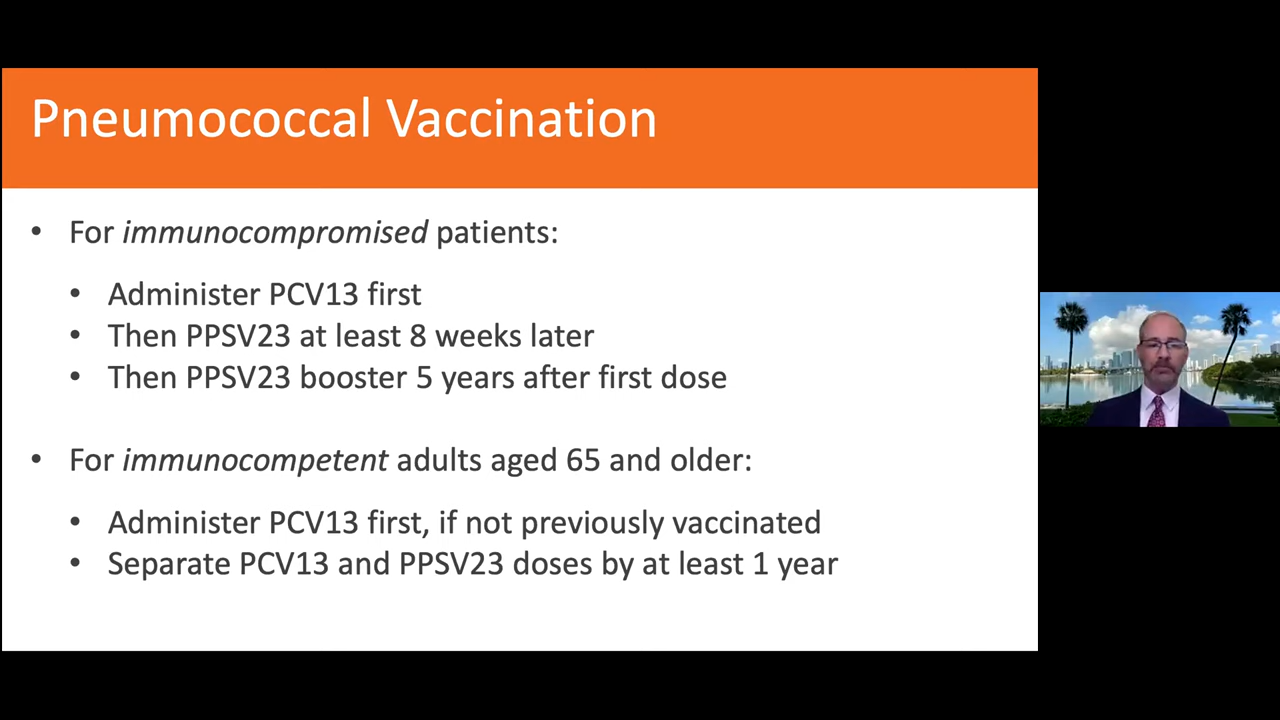 Pneumococcal Vaccination
• For immunocompromised patients:
• Administer PCV13 first
• Then PPSV23 at least 8 weeks later
• Then PPSV23 booster 5 years after first dose
• For immunocompetent adults aged 65 and older:
• Administer PCV13 first, if not previously vaccinated
• Separate PCV13 and PPSV23 doses by at least 1 year